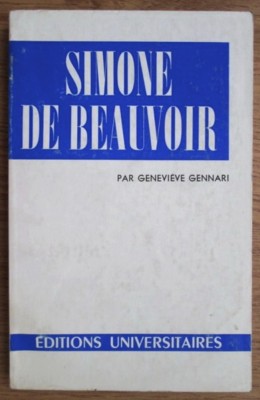 SIMONE
DE BEAUVOIR
PAR GENEVIÈVE GENNARI
ÉDITIONS UNIVERSITAIRES